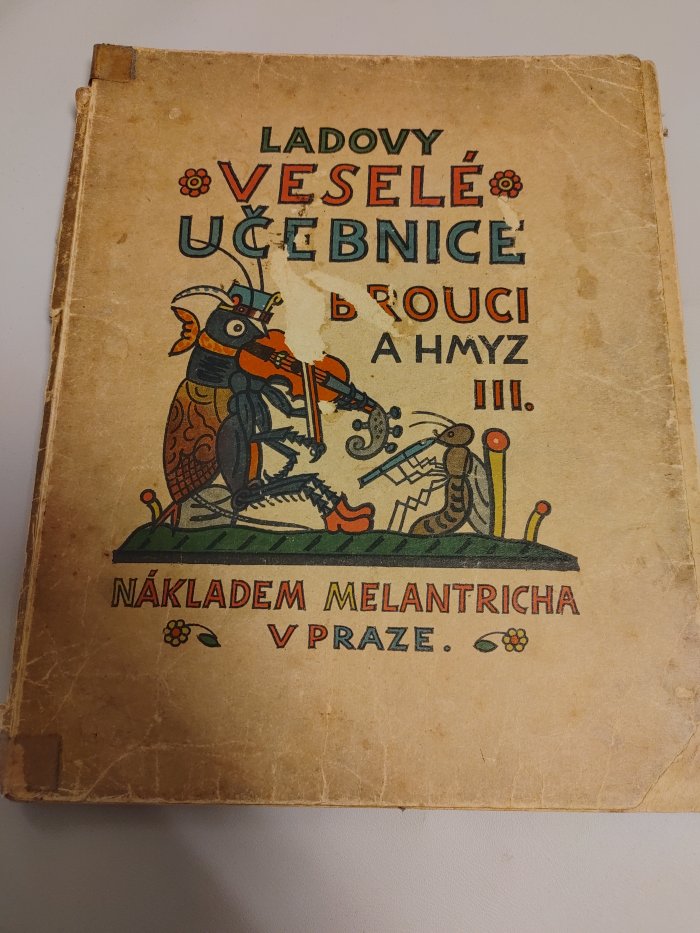 LADOVY
VESELÉ
UČEBNICE
BROUCI
A HMYZ
III.
NÁKLADEM MELANTRICHA
V PRAZE.